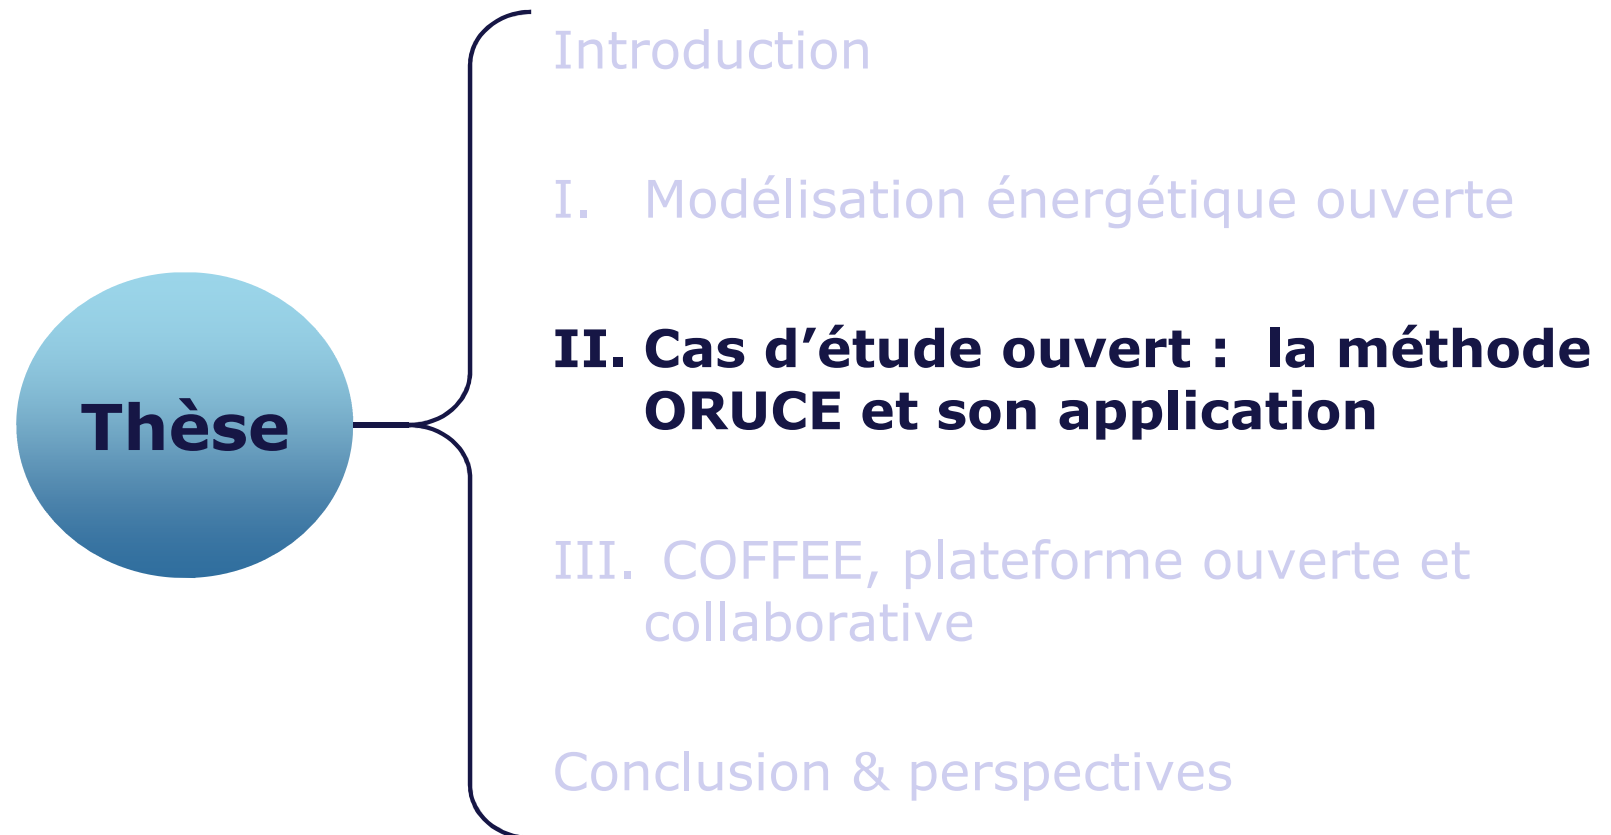 Introduction
I. Modélisation énergétique ouverte
II. Cas d’étude ouvert : la méthode
ORUCE et son application
Thèse
III. COFFEE, plateforme ouverte et
collaborative
Conclusion & perspectives